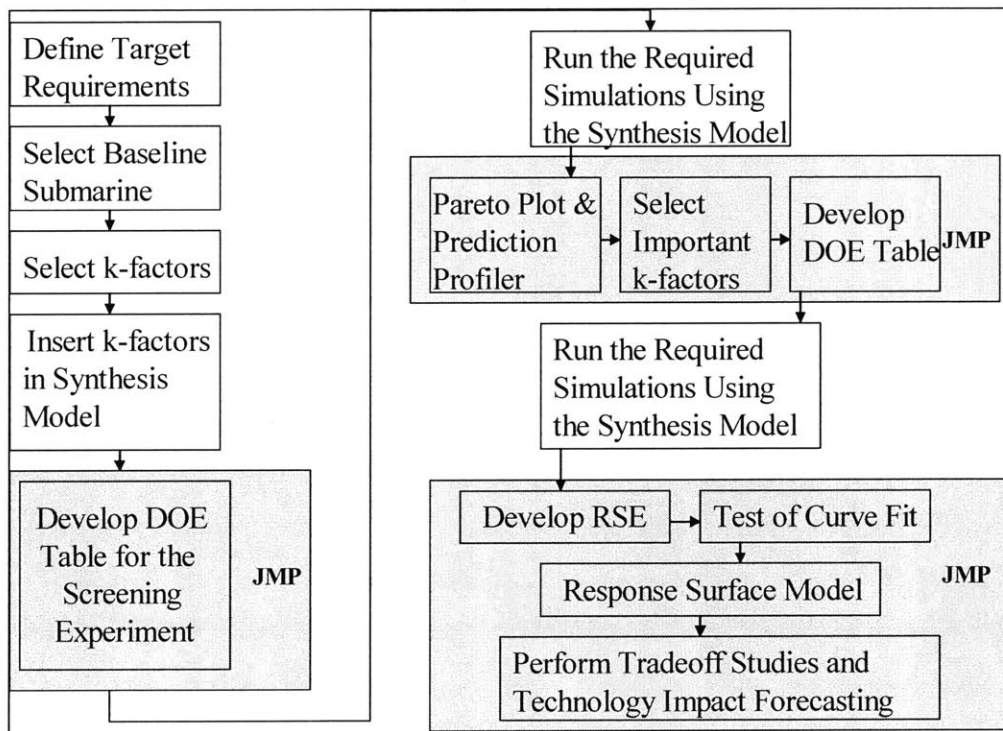 Define Target
Requirements
Select Baseline
Submarine
Select k-factors
Insert k-factors
in Synthesis
Model
Develop DOE
Table for the
Screening
Experiment
JMP
Run the Required
Simulations Using
the Synthesis Model
Pareto Plot &
Prediction
Profiler
Select
Important
k-factors
Develop
DOE Table
JMP
Run the Required
Simulations Using
the Synthesis Model
Develop RSE
Test of Curve Fit
Response Surface Model
JMP
Perform Tradeoff Studies and
Technology Impact Forecasting